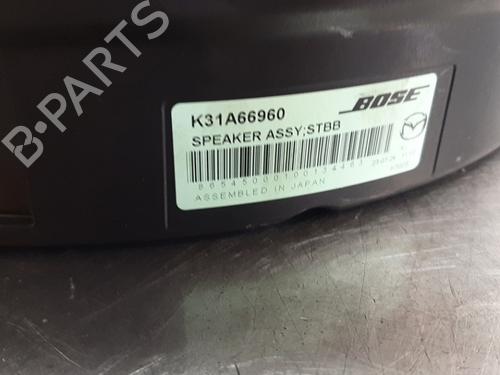 B-PARTS
K31A66960
BOSE
SPEAKER ASSY;STBB
ASSEMBLED IN JAPAN